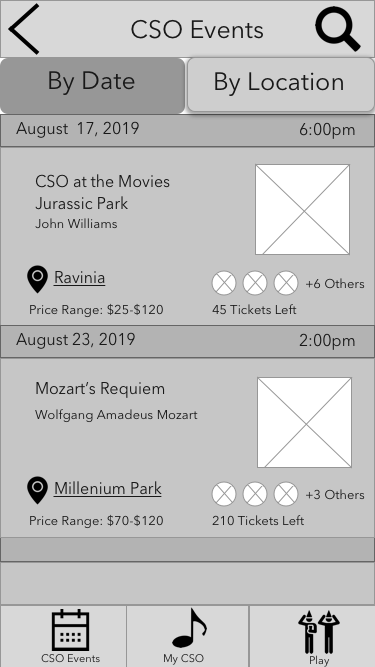 CSO Events
By Date
By Location
August 17, 2019 6:00pm
CSO at the Movies
Jurassic Park
John Williams
Ravinia
+6 Others
Price Range: $25-$120
45 Tickets Left
August 23, 2019 2:00pm
Mozart’s Requiem
Wolfgang Amadeus Mozart
Millenium Park
+3 Others
Price Range: $70-$120
210 Tickets Left
CSO Events
My CSO
Play